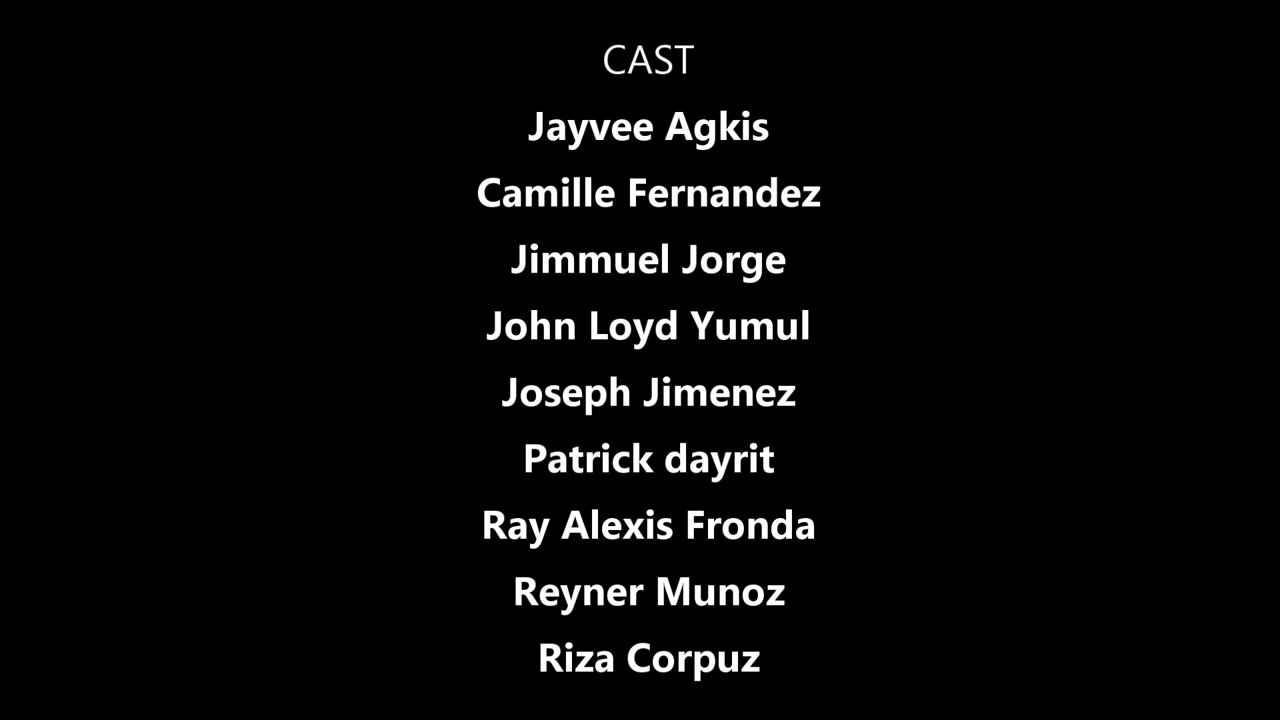 CAST
Jayvee Agkis
Camille Fernandez
Jimmuel Jorge
John Loyd Yumul
Joseph Jimenez
Patrick dayrit
Ray Alexis Fronda
Reyner Munoz
Riza Corpuz